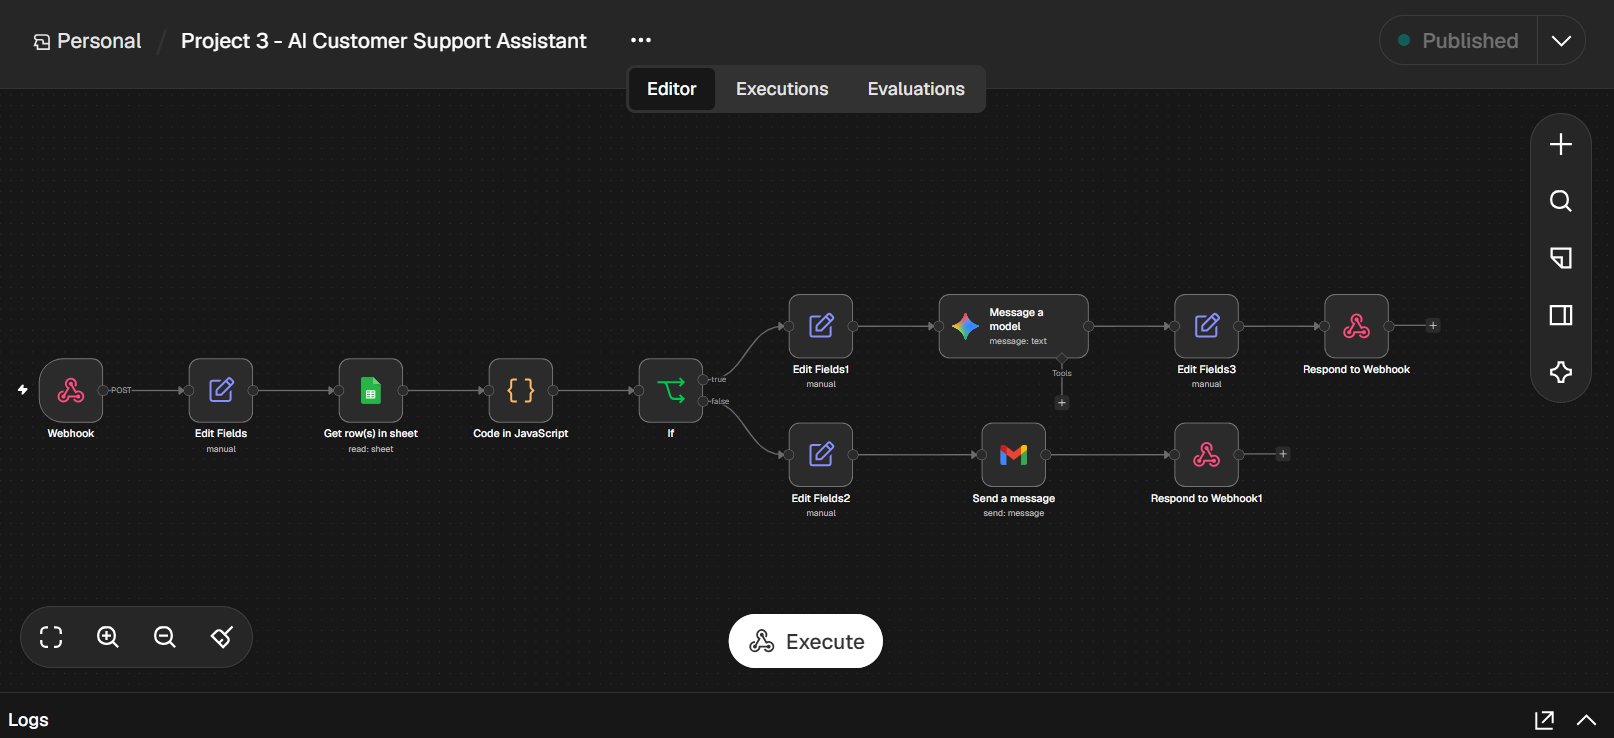 Personal / Project 3 - AI Customer Support Assistant ...
Published
Editor Executions Evaluations
Webhook
POST
Edit Fields
manual
Get row(s) in sheet
read: sheet
Code in JavaScript
If
true
false
Edit Fields1
manual
Message a
model
message: text
Tools
Edit Fields3
manual
Respond to Webhook
Edit Fields2
manual
Send a message
send: message
Respond to Webhook1
Execute
Logs